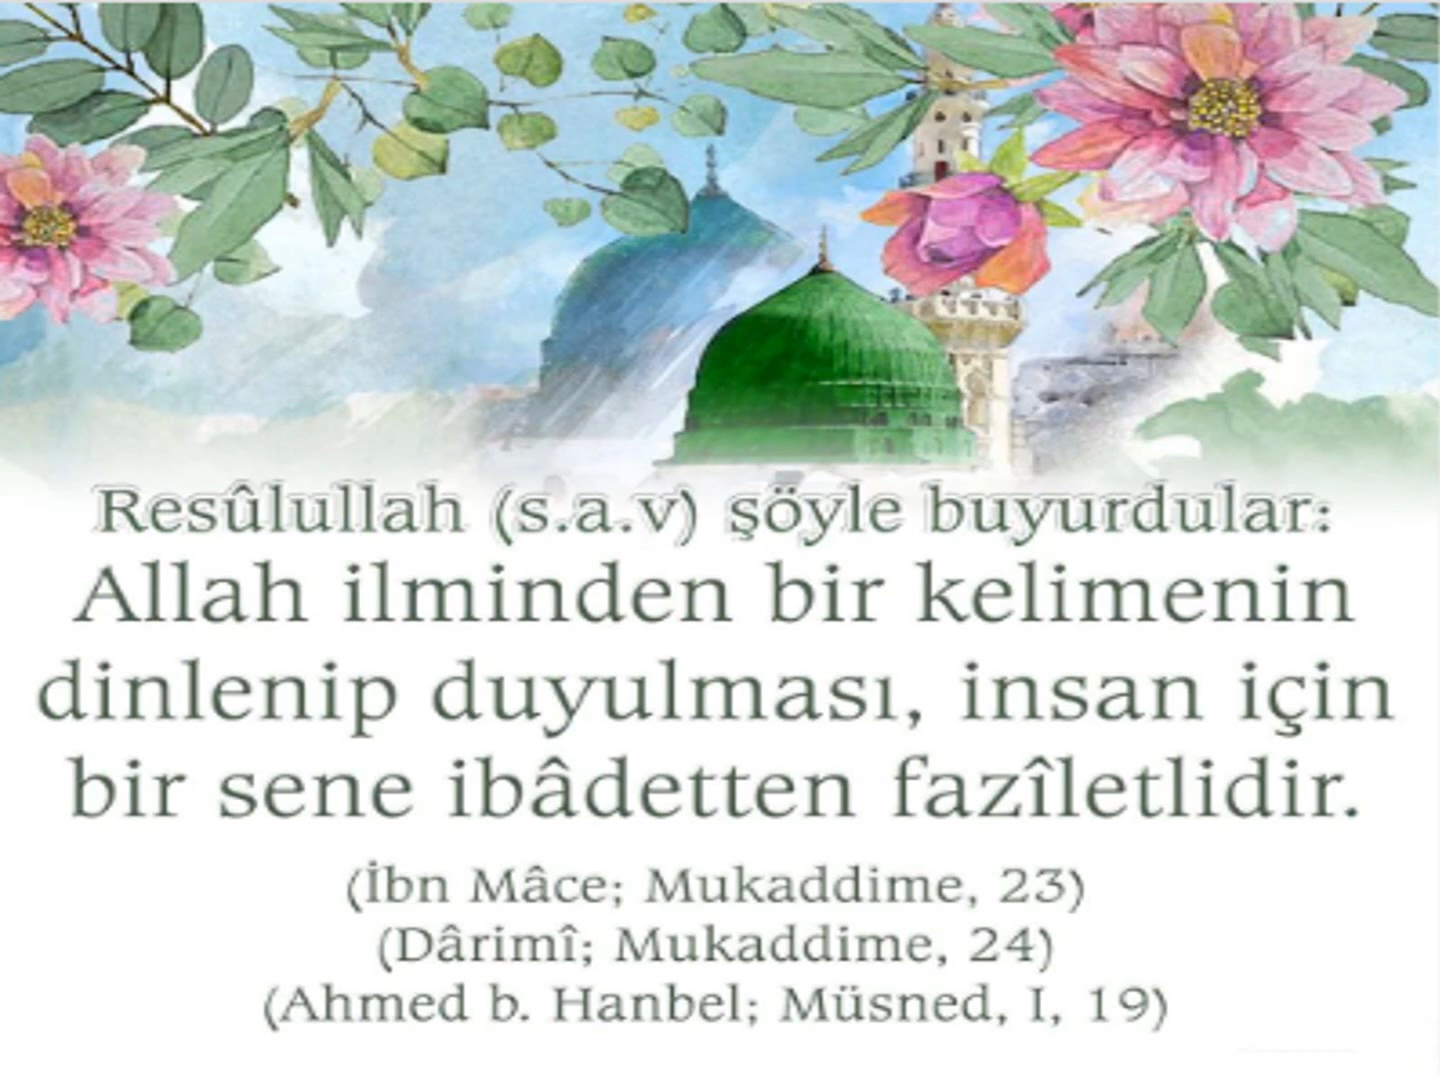 Resûlullah (s.a.v) şöyle buyurdular:
Allah ilminden bir kelimenin
dinlenip duyulması, insan için
bir sene ibâdetten fazîletlidir.
(İbn Mâce; Mukaddime, 23)
(Dârimî; Mukaddime, 24)
(Ahmed b. Hanbel; Müsned, I, 19)